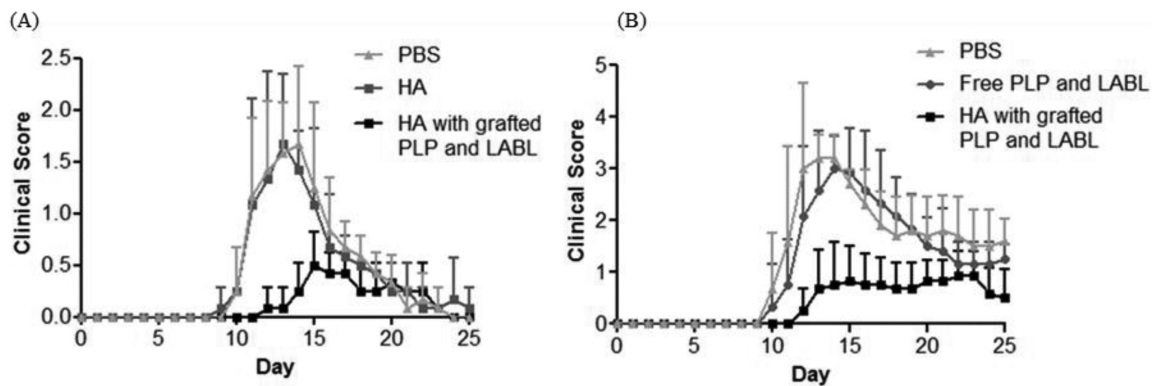 (A)
PBS
HA
HA with grafted
PLP and LABL
Clinical Score
2.5
2.0
1.5
1.0
0.5
0.0
0 5 10 15 20 25
Day
(B)
PBS
Free PLP and LABL
HA with grafted
PLP and LABL
Clinical Score
5
4
3
2
1
0
0 5 10 15 20 25
Day